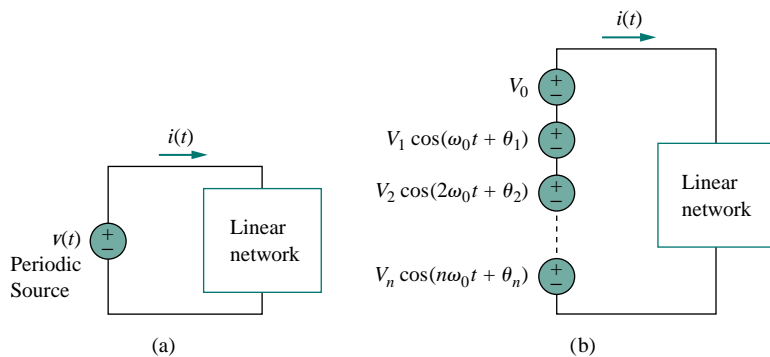 i(t)
v(t)
Periodic
Source
+
−
Linear
network
(a)
i(t)
V₀
+
−
V₁ cos(ω₀t + θ₁)
+
−
V₂ cos(2ω₀t + θ₂)
+
−
Vₙ cos(nω₀t + θₙ)
+
−
Linear
network
(b)